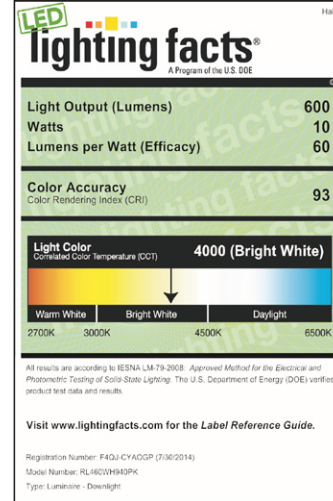 LED
Hal
lighting facts®
A Program of the U.S. DOE
Light Output (Lumens) 600
Watts 10
Lumens per Watt (Efficacy) 60
Color Accuracy 93
Color Rendering Index (CRI)
Light Color 4000 (Bright White)
Correlated Color Temperature (CCT)
Warm White Bright White Daylight
2700K 3000K 4500K 6500K
All results are according to IESNA LM-79-2008: Approved Method for the Electrical and
Photometric Testing of Solid-State Lighting. The U.S. Department of Energy (DOE) verifies
product test data and results.
Visit www.lightingfacts.com for the Label Reference Guide.
Registration Number: F4QJ-CYACGP (7/30/2014)
Model Number: RL460WH940PK
Type: Luminaire - Downlight